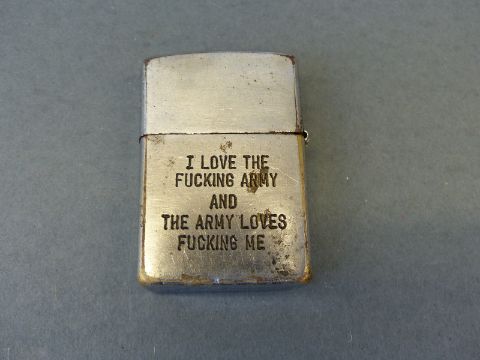 I LOVE THE
FUCKING ARMY
AND
THE ARMY LOVES
FUCKING ME